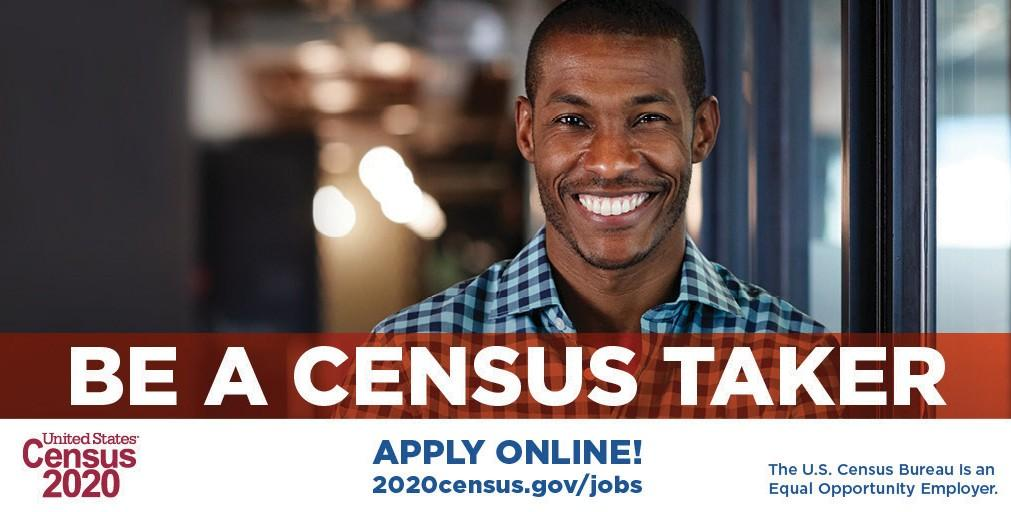 BE A CENSUS TAKER
United States
Census
2020
APPLY ONLINE!
2020census.gov/jobs
The U.S. Census Bureau is an
Equal Opportunity Employer.